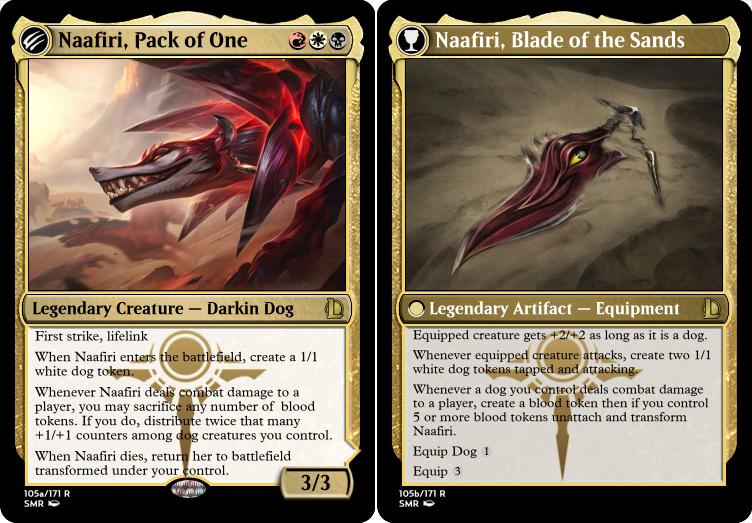 Naafiri, Pack of One
Legendary Creature — Darkin Dog
First strike, lifelink
When Naafiri enters the battlefield, create a 1/1
white dog token.
Whenever Naafiri deals combat damage to a
player, you may sacrifice any number of blood
tokens. If you do, distribute twice that many
+1/+1 counters among dog creatures you control.
When Naafiri dies, return her to battlefield
transformed under your control.
3/3
105a/171 R
SMR
Naafiri, Blade of the Sands
Legendary Artifact — Equipment
Equipped creature gets +2/+2 as long as it is a dog.
Whenever equipped creature attacks, create two 1/1
white dog tokens tapped and attacking.
Whenever a dog you control deals combat damage
to a player, create a blood token then if you control
5 or more blood tokens unattach and transform
Naafiri.
Equip Dog 1
Equip 3
105b/171 R
SMR